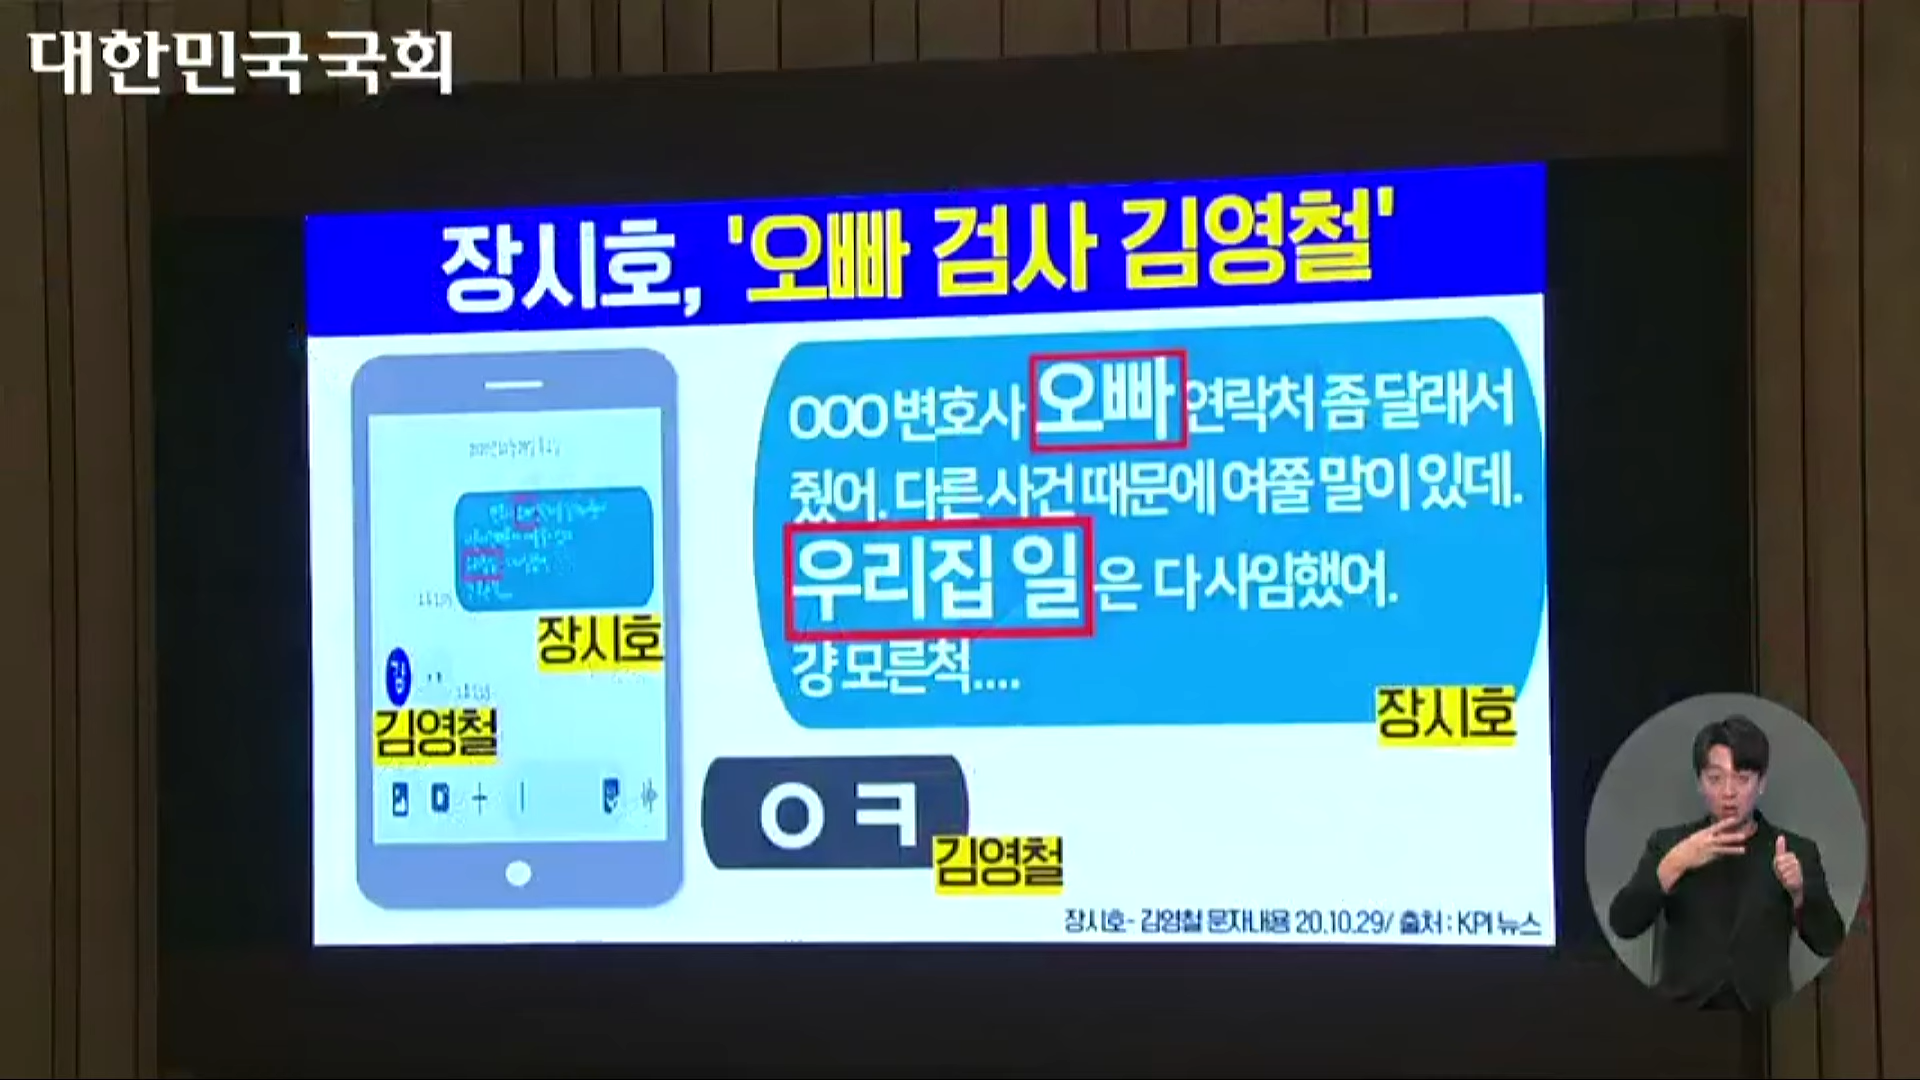 대한민국 국회
장시호, '오빠 검사 김영철'
OOO 변호사 오빠 연락처 좀 달래서
줬어. 다른 사건 때문에 여쭐 말이 있데.
우리집 일은 다 사임했어.
걍 모른척....
장시호
ㅇㅋ
김영철
장시호
김
김영철
장시호- 김영철 문자내용 20.10.29/ 출처 : KPI 뉴스